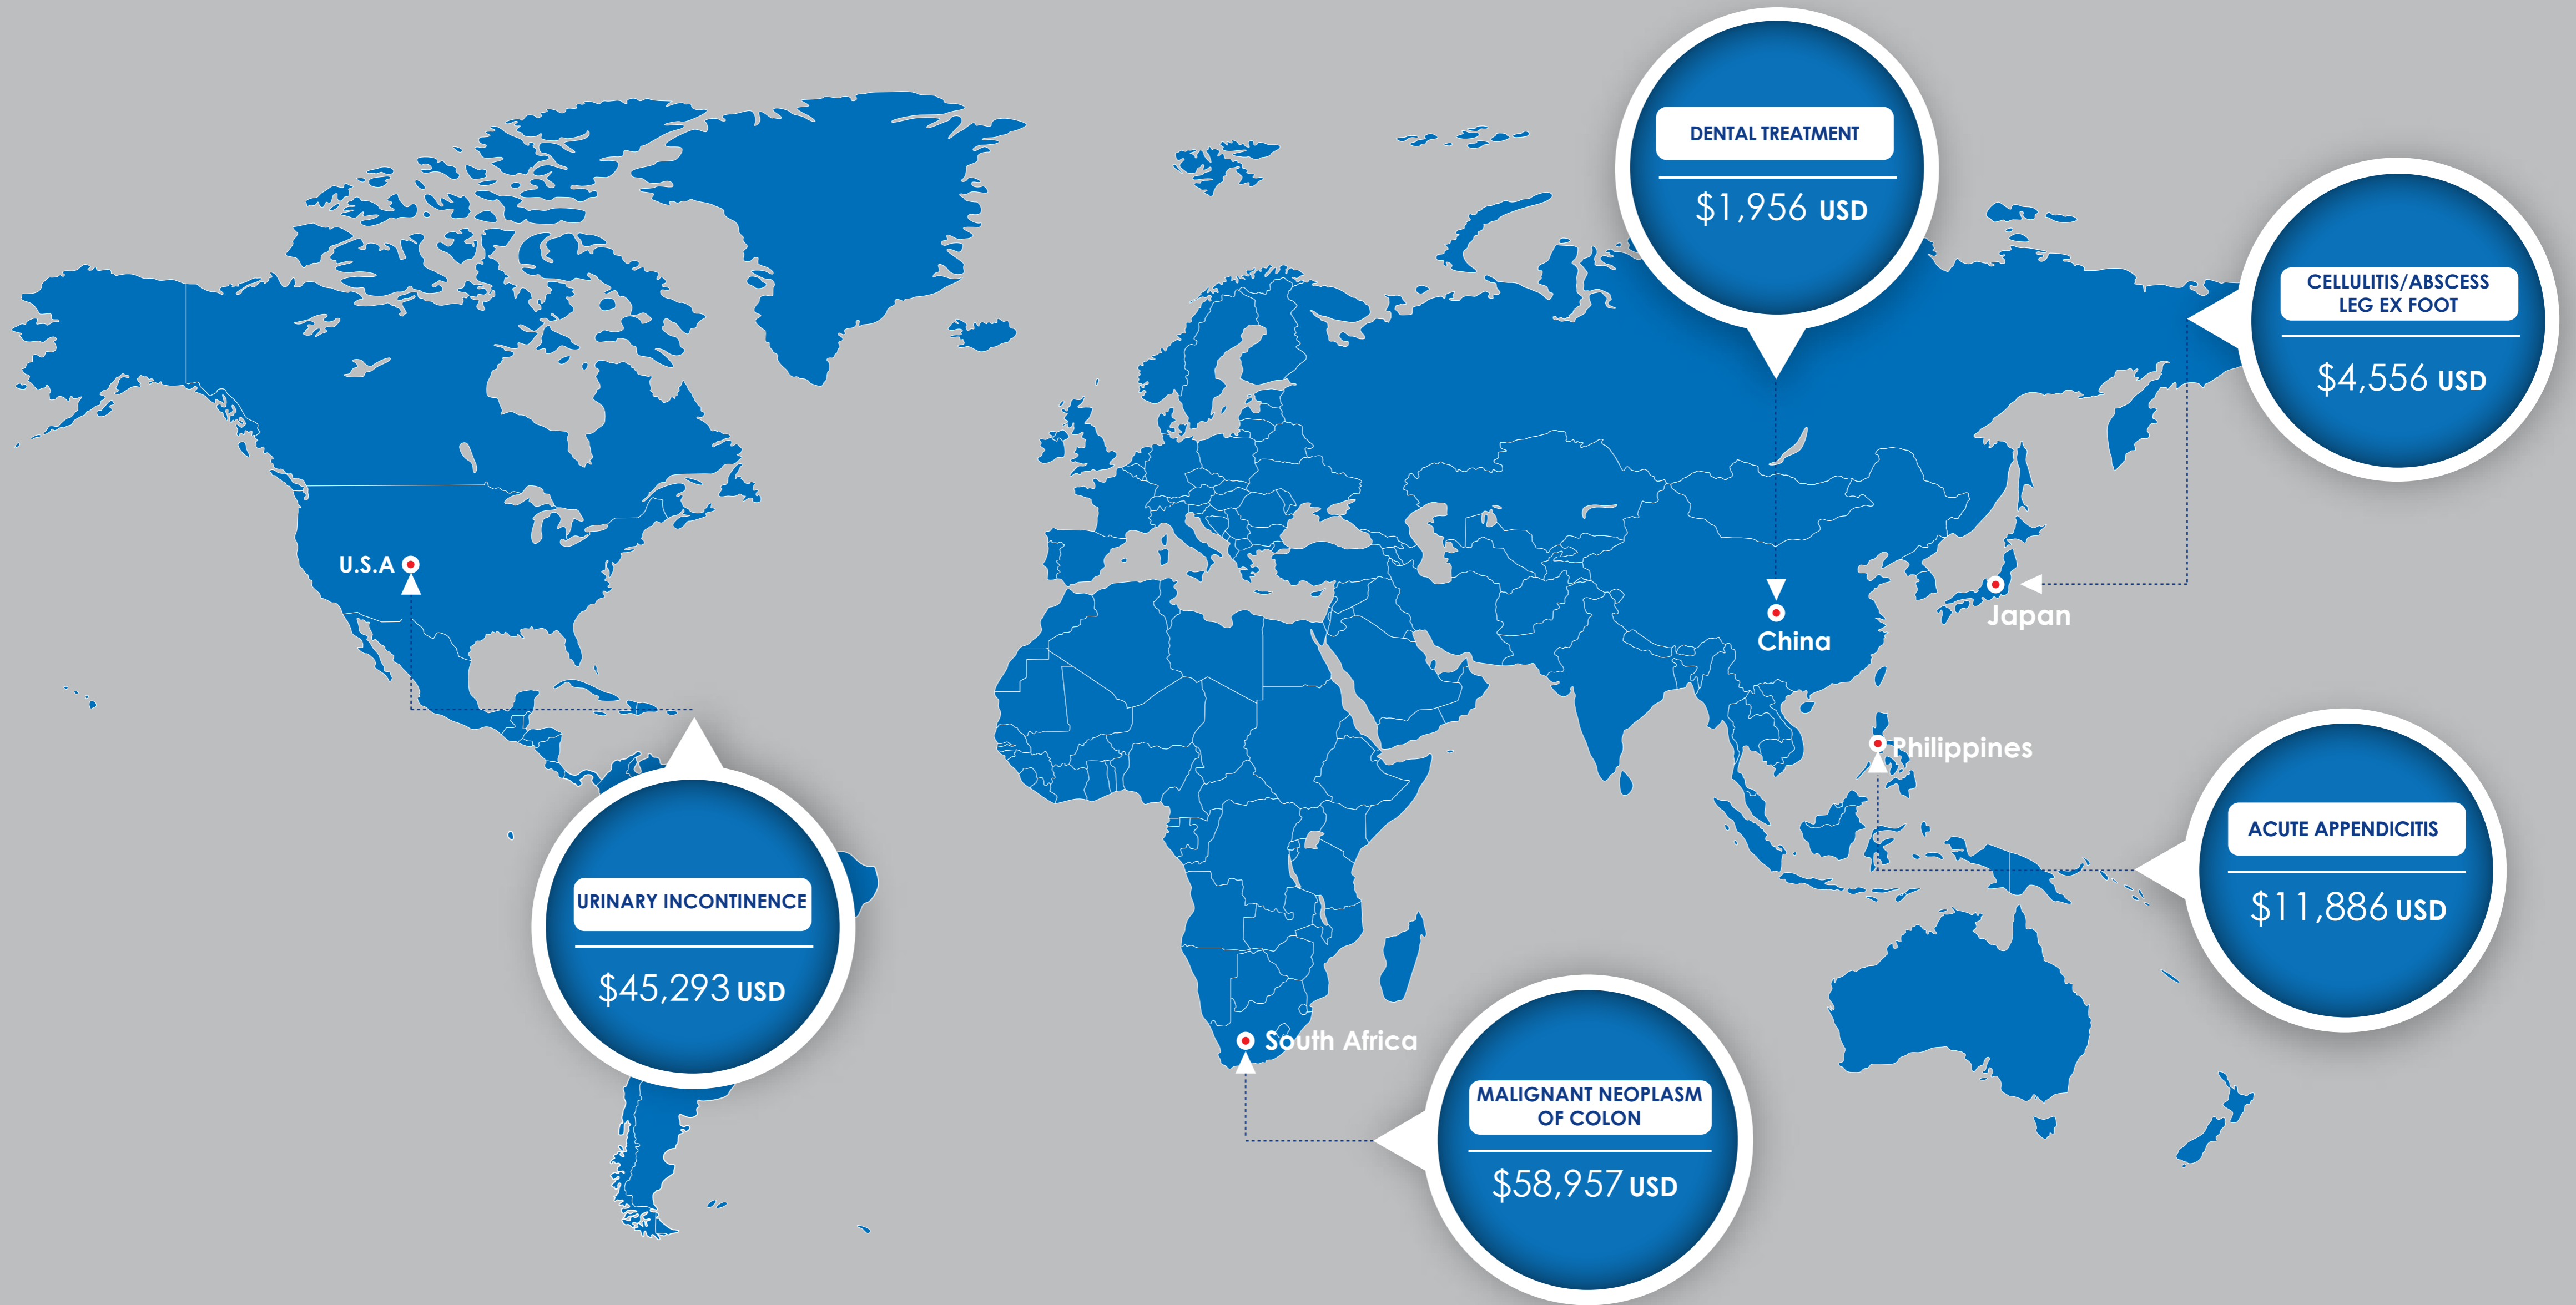 DENTAL TREATMENT
$1,956 USD
CELLULITIS/ABSCESS
LEG EX FOOT
$4,556 USD
U.S.A
Japan
China
Philippines
ACUTE APPENDICITIS
$11,886 USD
URINARY INCONTINENCE
$45,293 USD
South Africa
MALIGNANT NEOPLASM
OF COLON
$58,957 USD